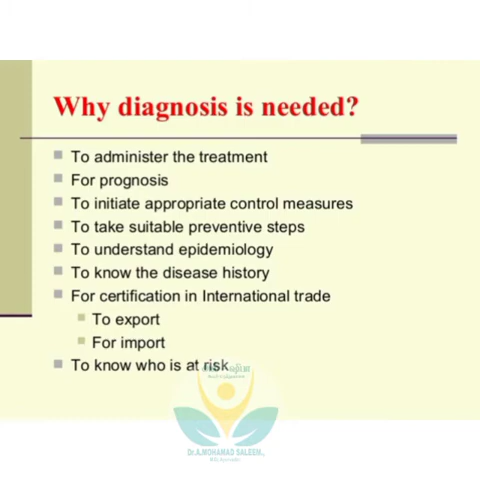 Why diagnosis is needed?
To administer the treatment
For prognosis
To initiate appropriate control measures
To take suitable preventive steps
To understand epidemiology
To know the disease history
For certification in International trade
To export
For import
To know who is at risk
Dr.A.MOHAMAD SALEEM